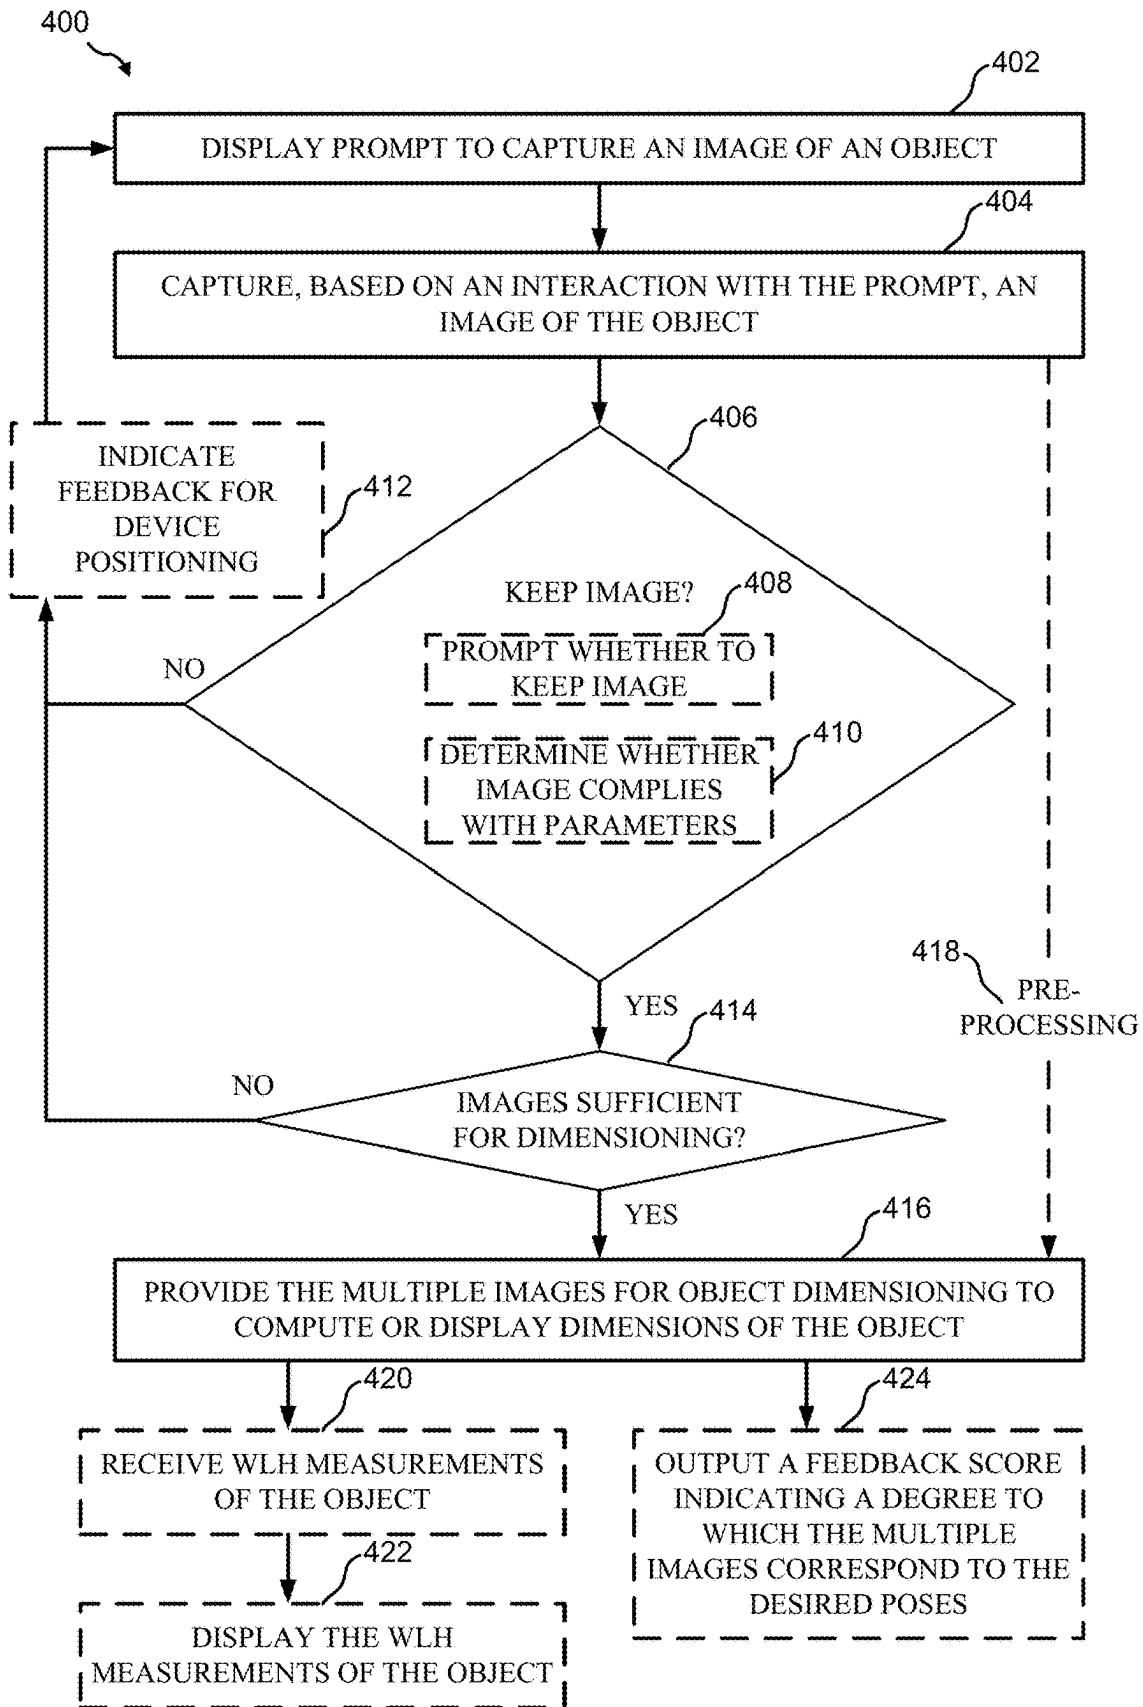 400
402
DISPLAY PROMPT TO CAPTURE AN IMAGE OF AN OBJECT
404
CAPTURE, BASED ON AN INTERACTION WITH THE PROMPT, AN
IMAGE OF THE OBJECT
406
INDICATE
FEEDBACK FOR
DEVICE
POSITIONING
412
KEEP IMAGE?
408
PROMPT WHETHER TO
KEEP IMAGE
NO
410
DETERMINE WHETHER
IMAGE COMPLIES
WITH PARAMETERS
418
PRE-
PROCESSING
YES
414
NO
IMAGES SUFFICIENT
FOR DIMENSIONING?
YES
416
PROVIDE THE MULTIPLE IMAGES FOR OBJECT DIMENSIONING TO
COMPUTE OR DISPLAY DIMENSIONS OF THE OBJECT
420
RECEIVE WLH MEASUREMENTS
OF THE OBJECT
422
DISPLAY THE WLH
MEASUREMENTS OF THE OBJECT
424
OUTPUT A FEEDBACK SCORE
INDICATING A DEGREE TO
WHICH THE MULTIPLE
IMAGES CORRESPOND TO THE
DESIRED POSES